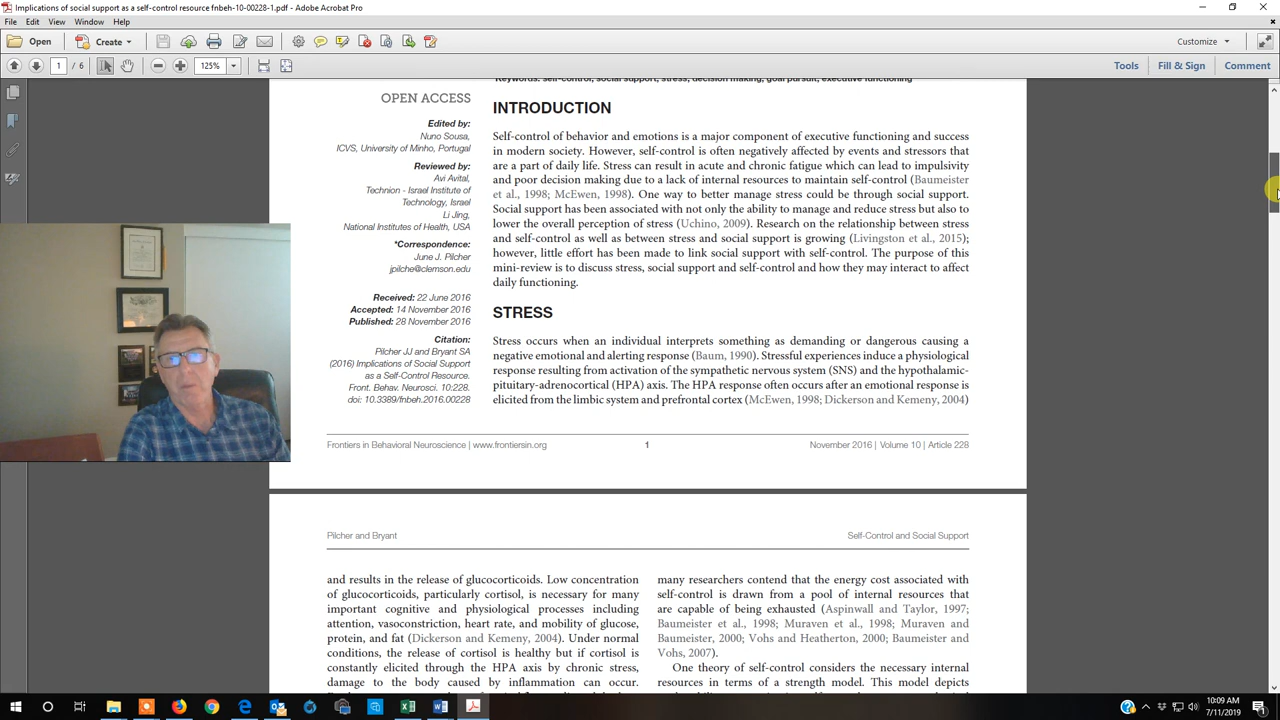 Implications of social support as a self-control resource fnbeh-10-00228-1.pdf - Adobe Acrobat Pro
File Edit View Window Help
Open Create Customize
1 / 6 125% Tools Fill & Sign Comment
Keywords: self-control, social support, stress, decision making, goal pursuit, executive functioning
OPEN ACCESS
Edited by:
Nuno Sousa,
ICVS, University of Minho, Portugal
Reviewed by:
Avi Avital,
Technion - Israel Institute of
Technology, Israel
Li Jing,
National Institutes of Health, USA
*Correspondence:
June J. Pilcher
jpilche@clemson.edu
Received: 22 June 2016
Accepted: 14 November 2016
Published: 28 November 2016
Citation:
Pilcher JJ and Bryant SA
(2016) Implications of Social Support
as a Self-Control Resource.
Front. Behav. Neurosci. 10:228.
doi: 10.3389/fnbeh.2016.00228
INTRODUCTION
Self-control of behavior and emotions is a major component of executive functioning and success
in modern society. However, self-control is often negatively affected by events and stressors that
are a part of daily life. Stress can result in acute and chronic fatigue which can lead to impulsivity
and poor decision making due to a lack of internal resources to maintain self-control (Baumeister
et al., 1998; McEwen, 1998). One way to better manage stress could be through social support.
Social support has been associated with not only the ability to manage and reduce stress but also to
lower the overall perception of stress (Uchino, 2009). Research on the relationship between stress
and self-control as well as between stress and social support is growing (Livingston et al., 2015);
however, little effort has been made to link social support with self-control. The purpose of this
mini-review is to discuss stress, social support and self-control and how they may interact to affect
daily functioning.
STRESS
Stress occurs when an individual interprets something as demanding or dangerous causing a
negative emotional and alerting response (Baum, 1990). Stressful experiences induce a physiological
response resulting from activation of the sympathetic nervous system (SNS) and the hypothalamic-
pituitary-adrenocortical (HPA) axis. The HPA response often occurs after an emotional response is
elicited from the limbic system and prefrontal cortex (McEwen, 1998; Dickerson and Kemeny, 2004)
Frontiers in Behavioral Neuroscience | www.frontiersin.org 1 November 2016 | Volume 10 | Article 228
Pilcher and Bryant Self-Control and Social Support
and results in the release of glucocorticoids. Low concentration
of glucocorticoids, particularly cortisol, is necessary for many
important cognitive and physiological processes including
attention, vasoconstriction, heart rate, and mobility of glucose,
protein, and fat (Dickerson and Kemeny, 2004). Under normal
conditions, the release of cortisol is healthy but if cortisol is
constantly elicited through the HPA axis by chronic stress,
damage to the body caused by inflammation can occur.
many researchers contend that the energy cost associated with
self-control is drawn from a pool of internal resources that
are capable of being exhausted (Aspinwall and Taylor, 1997;
Baumeister et al., 1998; Muraven et al., 1998; Muraven and
Baumeister, 2000; Vohs and Heatherton, 2000; Baumeister and
Vohs, 2007).
One theory of self-control considers the necessary internal
resources in terms of a strength model. This model depicts
10:09 AM
7/11/2019